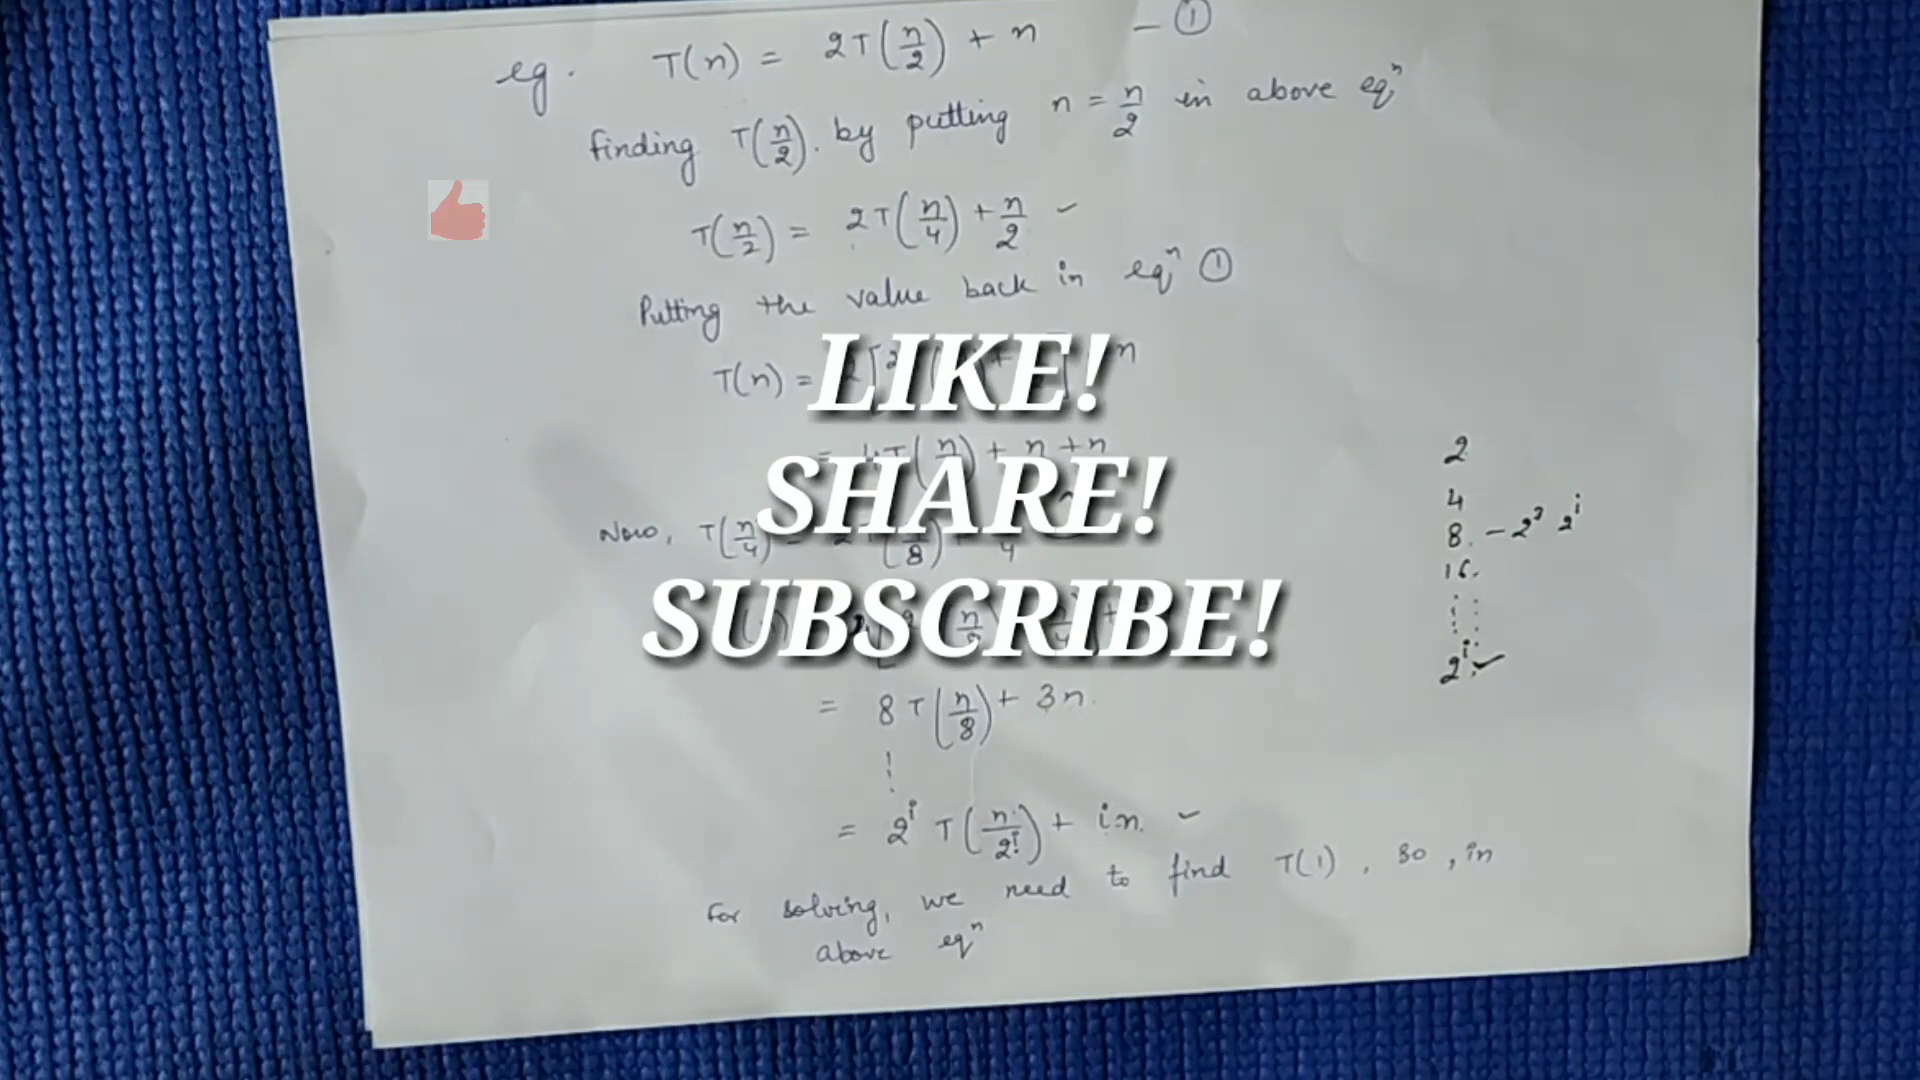 eg. T(n) = 2T(n/2) + n — ①
finding T(n/2). by putting n = n/2 in above eqⁿ
T(n/2) = 2T(n/4) + n/2
Putting the value back in eqⁿ ①
T(n) =
LIKE!
SHARE!
Now, T(n/4)
SUBSCRIBE!
= 8T(n/8) + 3n.
= 2ⁱ T(n/2ⁱ) + in.
For solving, we need to find T(1), so, in
above eqⁿ
2
4
8. – 2³ 2ⁱ
16.
2ⁱ